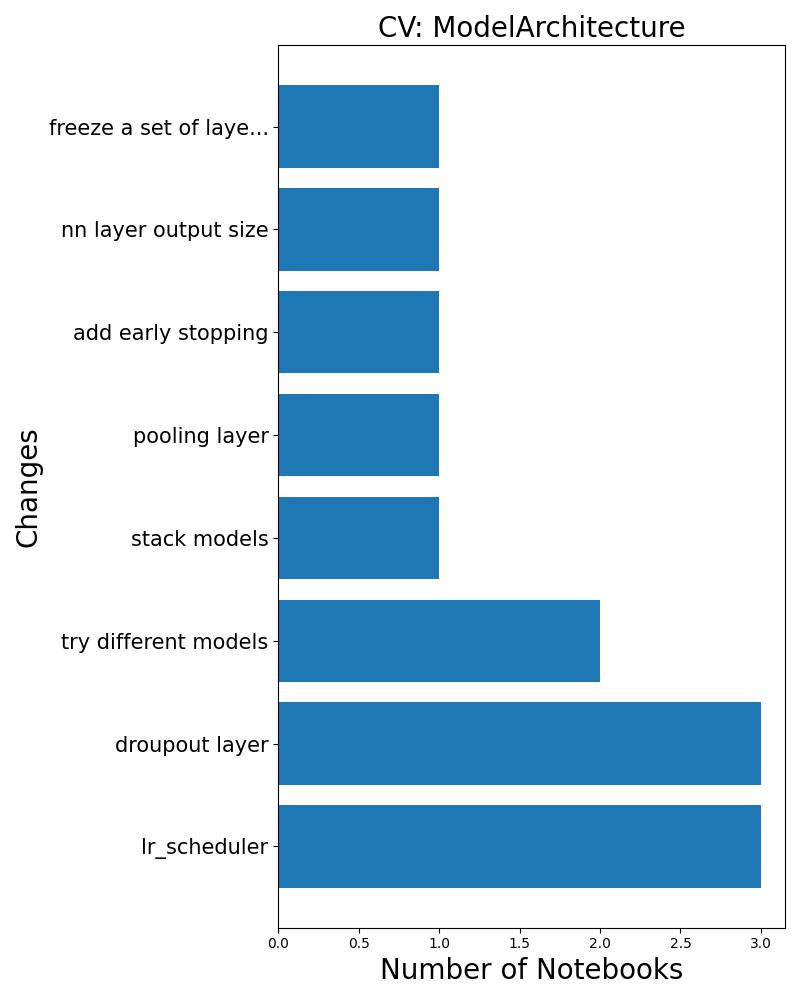 CV: ModelArchitecture
freeze a set of laye...
nn layer output size
add early stopping
pooling layer
stack models
try different models
droupout layer
lr_scheduler
Changes
0.0 0.5 1.0 1.5 2.0 2.5 3.0
Number of Notebooks